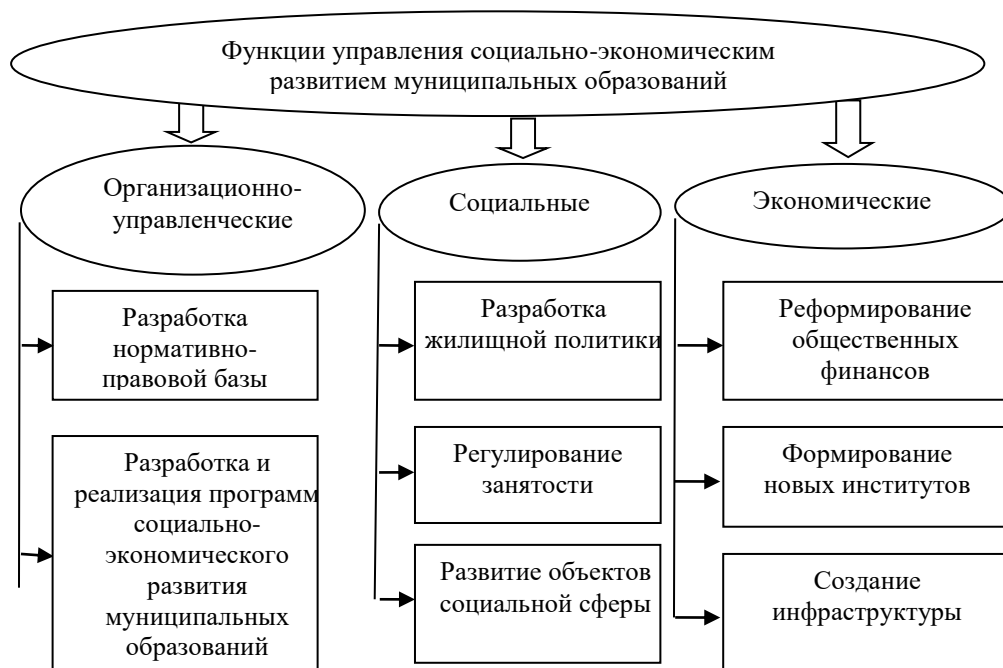 Функции управления социально-экономическим
развитием муниципальных образований
Организационно-
управленческие
Социальные
Экономические
Разработка
нормативно-
правовой базы
Разработка и
реализация программ
социально-
экономического
развития
муниципальных
образований
Разработка
жилищной политики
Регулирование
занятости
Развитие объектов
социальной сферы
Реформирование
общественных
финансов
Формирование
новых институтов
Создание
инфраструктуры